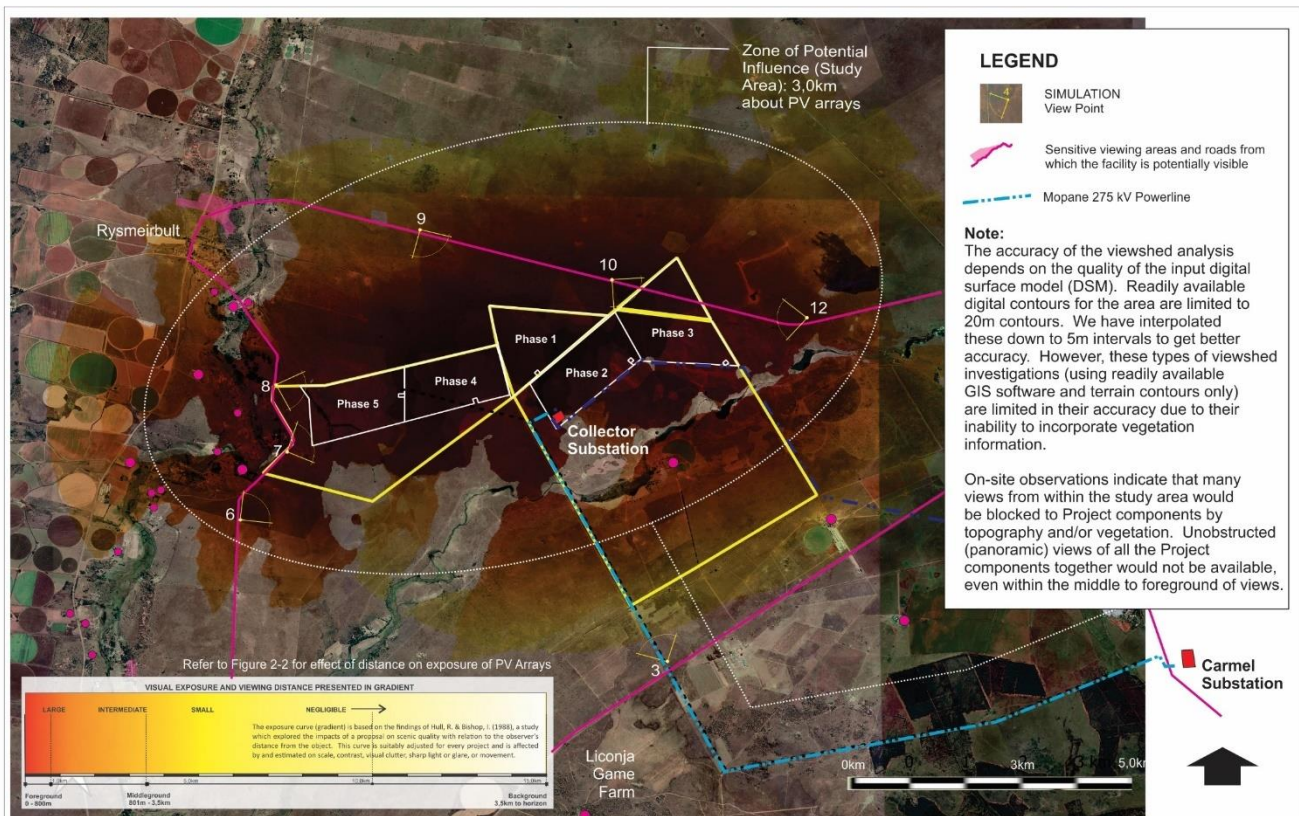 Zone of Potential
Influence (Study
Area): 3,0km
about PV arrays
Rysmeirbult
9
10
12
8
7
6
3
Phase 1
Phase 2
Phase 3
Phase 4
Phase 5
Collector
Substation
Liconja
Game
Farm
Carmel
Substation
0km
3km
5,0km
LEGEND
4
SIMULATION
View Point
Sensitive viewing areas and roads from
which the facility is potentially visible
Mopane 275 kV Powerline
Note:
The accuracy of the viewshed analysis
depends on the quality of the input digital
surface model (DSM). Readily available
digital contours for the area are limited to
20m contours. We have interpolated
these down to 5m intervals to get better
accuracy. However, these types of viewshed
investigations (using readily available
GIS software and terrain contours only)
are limited in their accuracy due to their
inability to incorporate vegetation
information.
On-site observations indicate that many
views from within the study area would
be blocked to Project components by
topography and/or vegetation. Unobstructed
(panoramic) views of all the Project
components together would not be available,
even within the middle to foreground of views.
Refer to Figure 2-2 for effect of distance on exposure of PV Arrays
VISUAL EXPOSURE AND VIEWING DISTANCE PRESENTED IN GRADIENT
LARGE INTERMEDIATE SMALL NEGLIGIBLE
The exposure curve (gradient) is based on the findings of Hull, R. & Bishop, I. (1988), a study
which explored the impacts of a proposal on scenic quality with relation to the observer's
distance from the object. This curve is suitably adjusted for every project and is affected
by and estimated on scale, contrast, visual clutter, sharp light or glare, or movement.
1,0km 5,0km 10,0km 15,0km
Foreground
0 - 800m
Middleground
801m - 3,5km
Background
3,5km to horizon